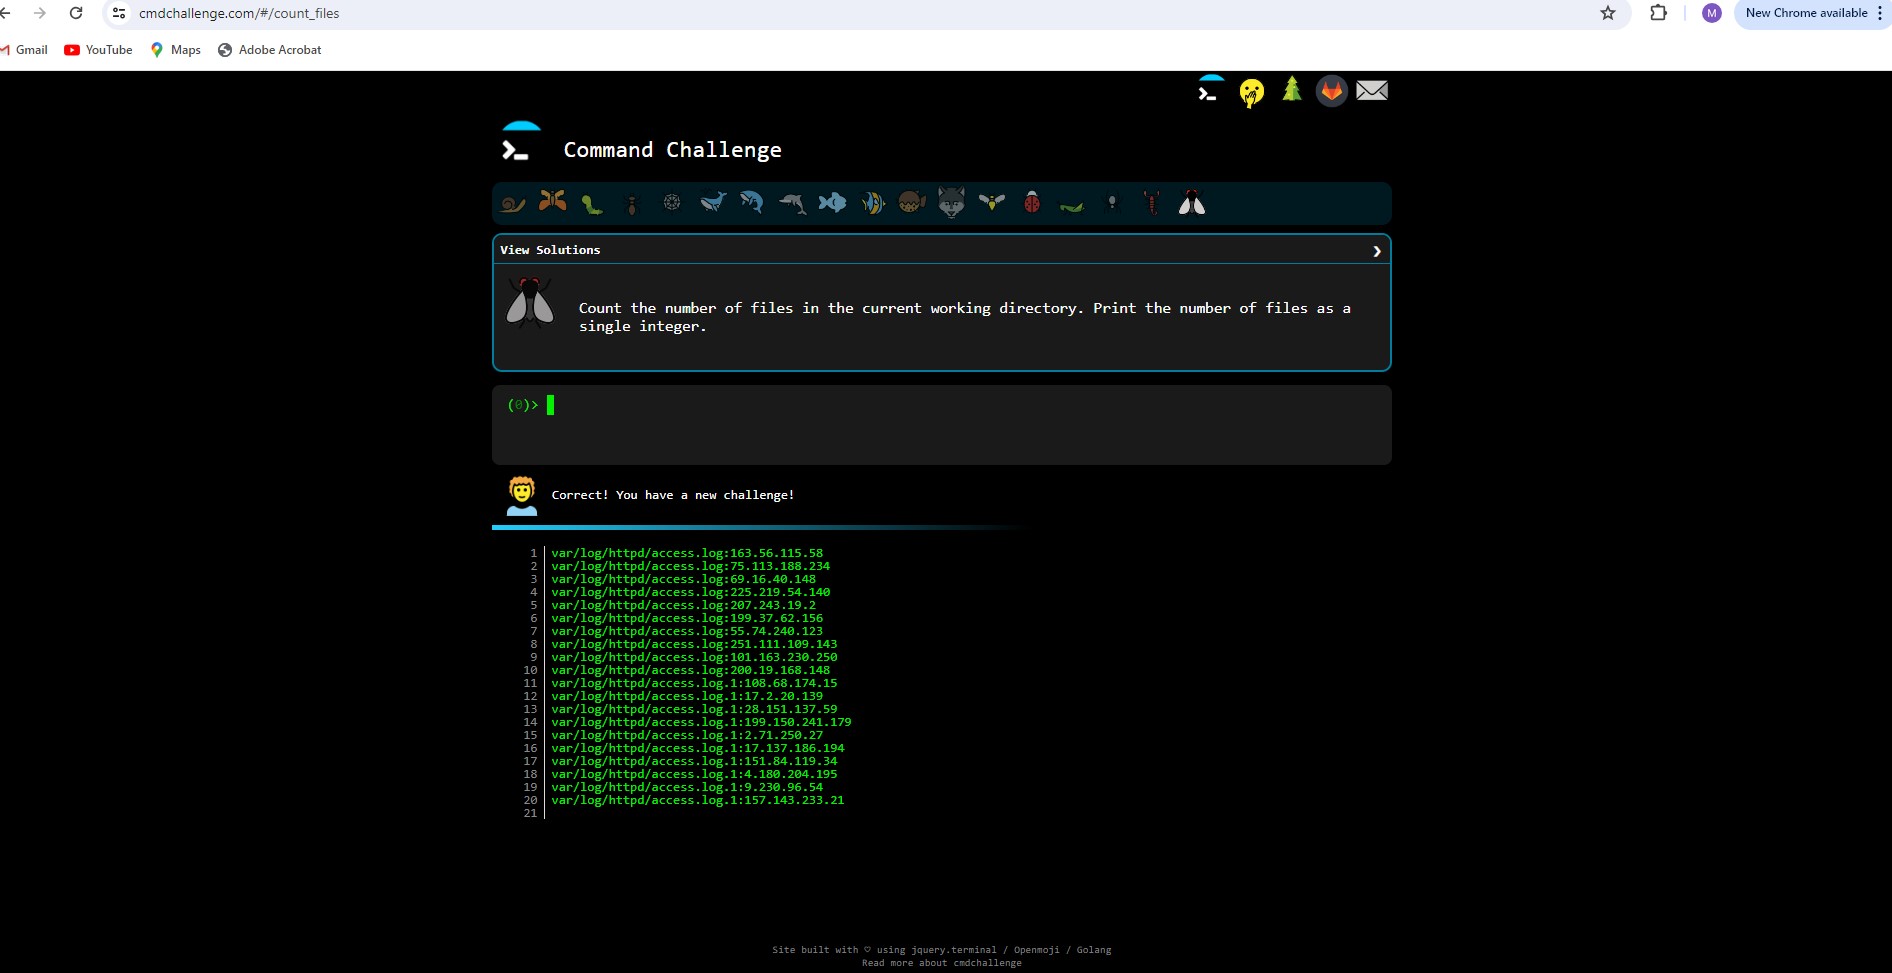 cmdchallenge.com/#/count_files
M
New Chrome available
Gmail
YouTube
Maps
Adobe Acrobat
Command Challenge
View Solutions
Count the number of files in the current working directory. Print the number of files as a
single integer.
(0)>
Correct! You have a new challenge!
1 var/log/httpd/access.log:163.56.115.58
2 var/log/httpd/access.log:75.113.188.234
3 var/log/httpd/access.log:69.16.40.148
4 var/log/httpd/access.log:225.219.54.140
5 var/log/httpd/access.log:207.243.19.2
6 var/log/httpd/access.log:199.37.62.156
7 var/log/httpd/access.log:55.74.240.123
8 var/log/httpd/access.log:251.111.109.143
9 var/log/httpd/access.log:101.163.230.250
10 var/log/httpd/access.log:200.19.168.148
11 var/log/httpd/access.log.1:108.68.174.15
12 var/log/httpd/access.log.1:17.2.20.139
13 var/log/httpd/access.log.1:28.151.137.59
14 var/log/httpd/access.log.1:199.150.241.179
15 var/log/httpd/access.log.1:2.71.250.27
16 var/log/httpd/access.log.1:17.137.186.194
17 var/log/httpd/access.log.1:151.84.119.34
18 var/log/httpd/access.log.1:4.180.204.195
19 var/log/httpd/access.log.1:9.230.96.54
20 var/log/httpd/access.log.1:157.143.233.21
21
Site built with ♡ using jquery.terminal / Openmoji / Golang
Read more about cmdchallenge